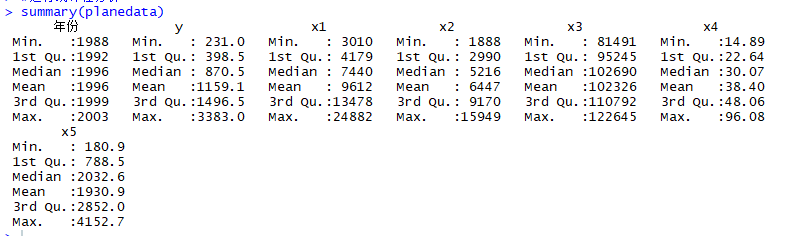 > summary(planedata)
年份 y x1 x2 x3 x4
Min. :1988 Min. : 231.0 Min. : 3010 Min. : 1888 Min. : 81491 Min. :14.89
1st Qu.:1992 1st Qu.: 398.5 1st Qu.: 4179 1st Qu.: 2990 1st Qu.: 95245 1st Qu.:22.64
Median :1996 Median : 870.5 Median : 7440 Median : 5216 Median :102690 Median :30.07
Mean :1996 Mean :1159.1 Mean : 9612 Mean : 6447 Mean :102326 Mean :38.40
3rd Qu.:1999 3rd Qu.:1496.5 3rd Qu.:13478 3rd Qu.: 9170 3rd Qu.:110792 3rd Qu.:48.06
Max. :2003 Max. :3383.0 Max. :24882 Max. :15949 Max. :122645 Max. :96.08
x5
Min. : 180.9
1st Qu.: 788.5
Median :2032.6
Mean :1930.9
3rd Qu.:2852.0
Max. :4152.7